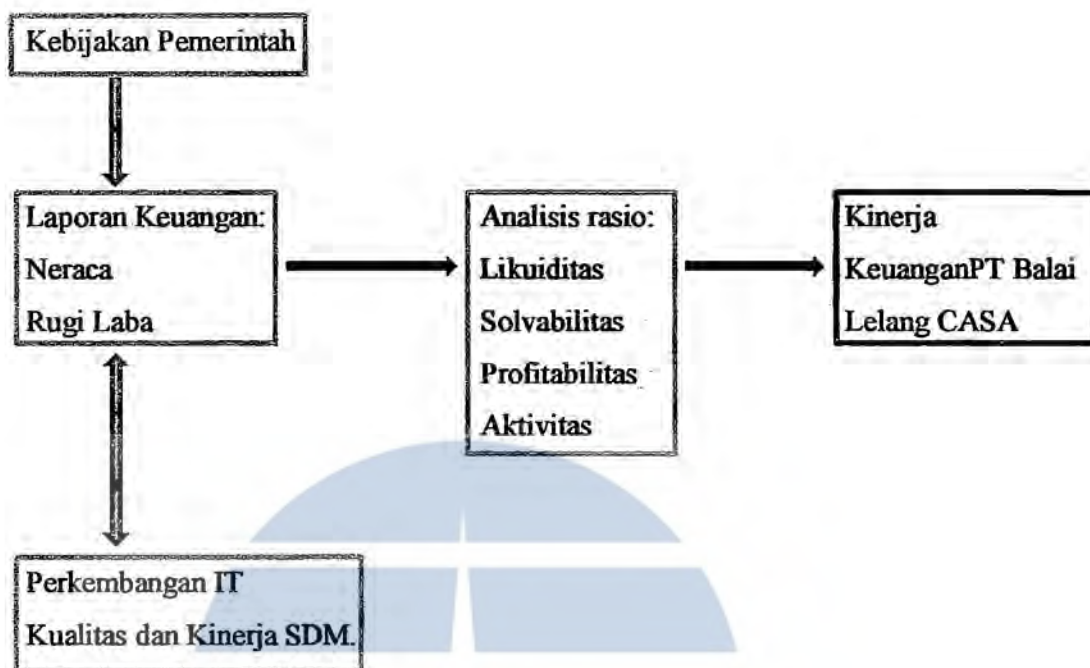 Kebijakan Pemerintah
Laporan Keuangan:
Neraca
Rugi Laba
Analisis rasio:
Likuiditas
Solvabilitas
Profitabilitas
Aktivitas
Kinerja
KeuanganPT Balai
Lelang CASA
Perkembangan IT
Kualitas dan Kinerja SDM.